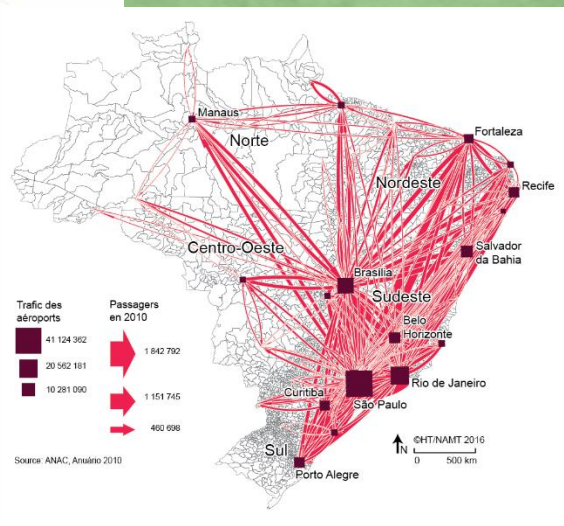 Manaus
Norte
Fortaleza
Nordeste
Recife
Centro-Oeste
Salvador
da Bahia
Brasília
Sudeste
Trafic des
aéroports
Passagers
en 2010
41 124 362
20 562 181
10 281 090
1 842 792
1 151 745
460 698
Belo
Horizonte
Rio de Janeiro
São Paulo
Curitiba
Sul
Porto Alegre
N
©HT/NAMT 2016
0 500 km
Source: ANAC, Anuário 2010